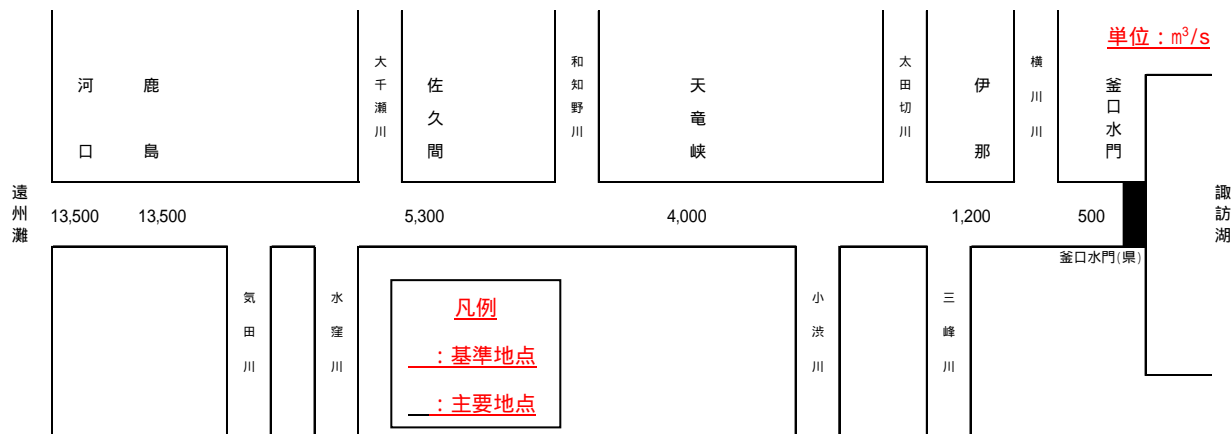 単位：m³/s
大千瀬川
和知野川
太田切川
横川川
河口
鹿島
佐久間
天竜峡
伊那
釜口水門
遠州灘
13,500
13,500
5,300
4,000
1,200
500
諏訪湖
釜口水門(県)
気田川
水窪川
凡例
：基準地点
：主要地点
小渋川
三峰川